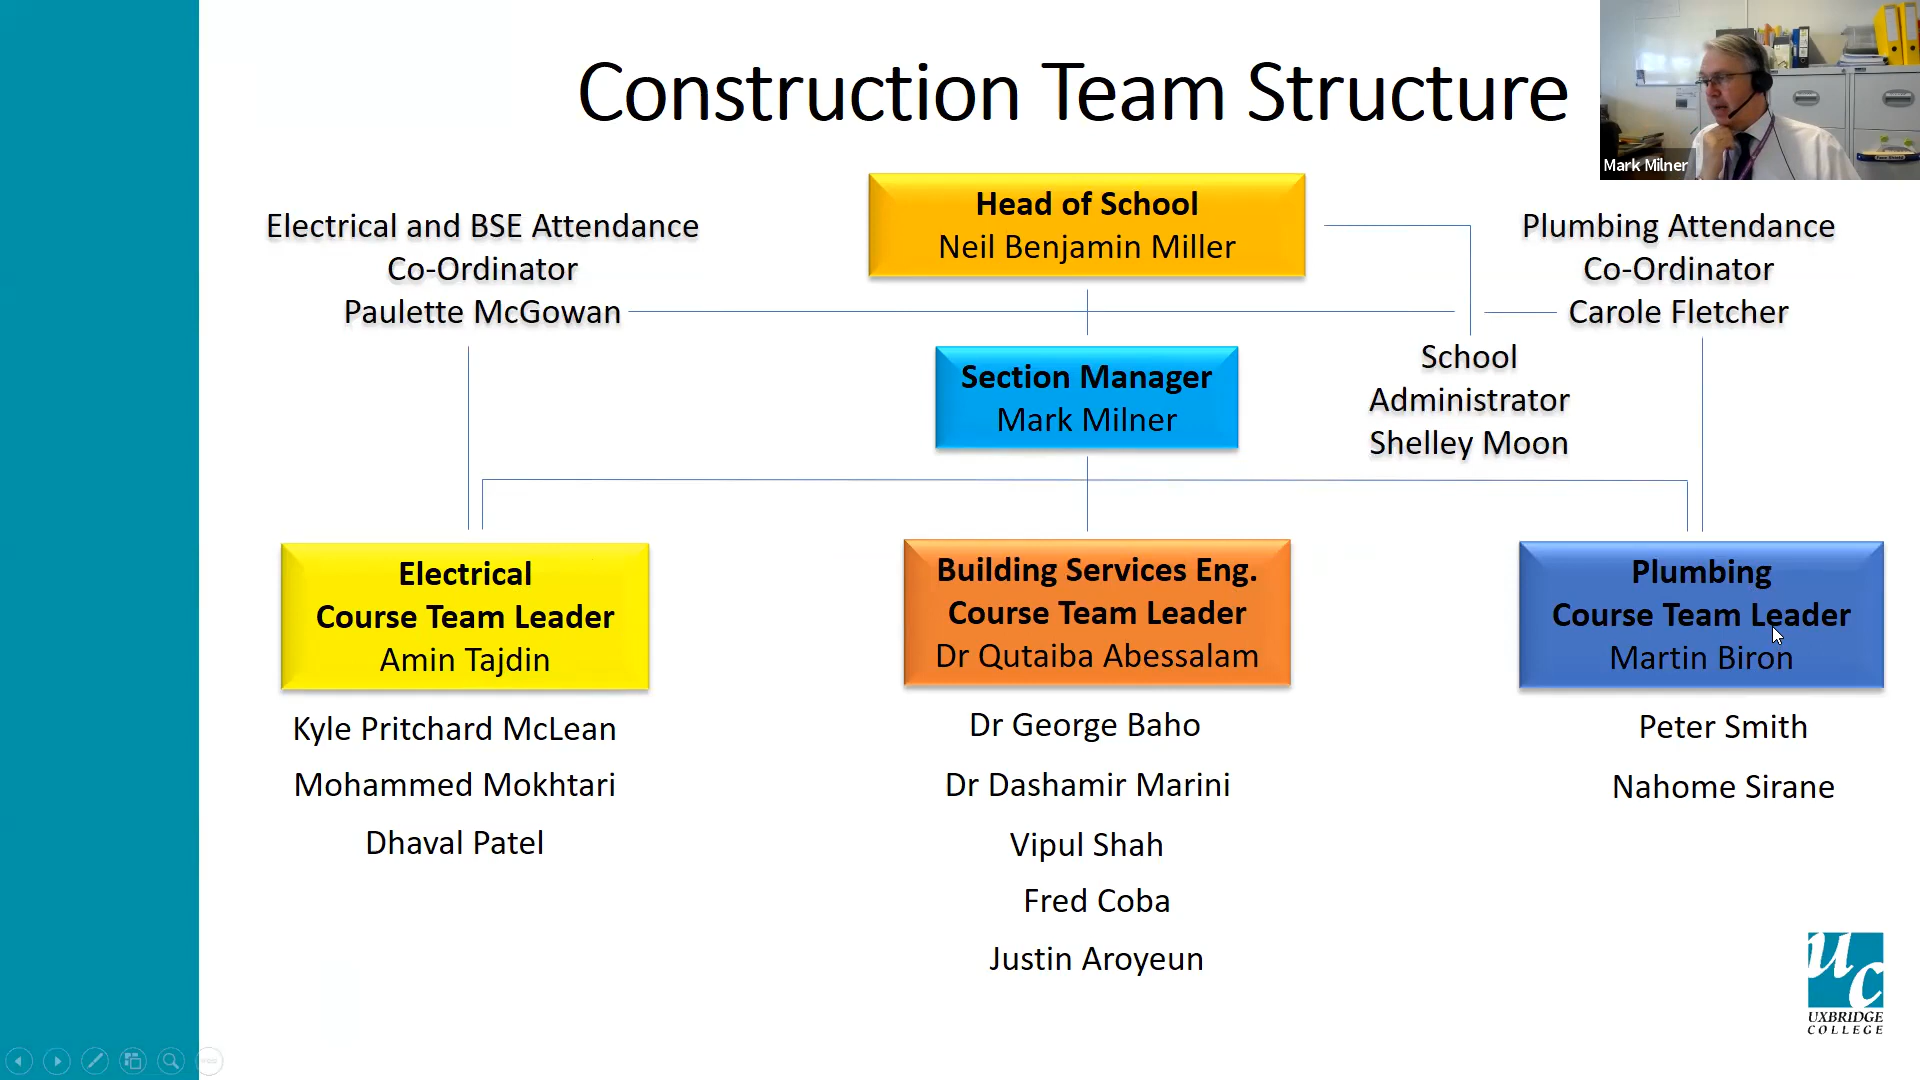 Construction Team Structure
Mark Milner
Head of School
Neil Benjamin Miller
Electrical and BSE Attendance
Co-Ordinator
Paulette McGowan
Plumbing Attendance
Co-Ordinator
Carole Fletcher
Section Manager
Mark Milner
School
Administrator
Shelley Moon
Electrical
Course Team Leader
Amin Tajdin
Kyle Pritchard McLean
Mohammed Mokhtari
Dhaval Patel
Building Services Eng.
Course Team Leader
Dr Qutaiba Abessalam
Dr George Baho
Dr Dashamir Marini
Vipul Shah
Fred Coba
Justin Aroyeun
Plumbing
Course Team Leader
Martin Biron
Peter Smith
Nahome Sirane
UC
UXBRIDGE
COLLEGE